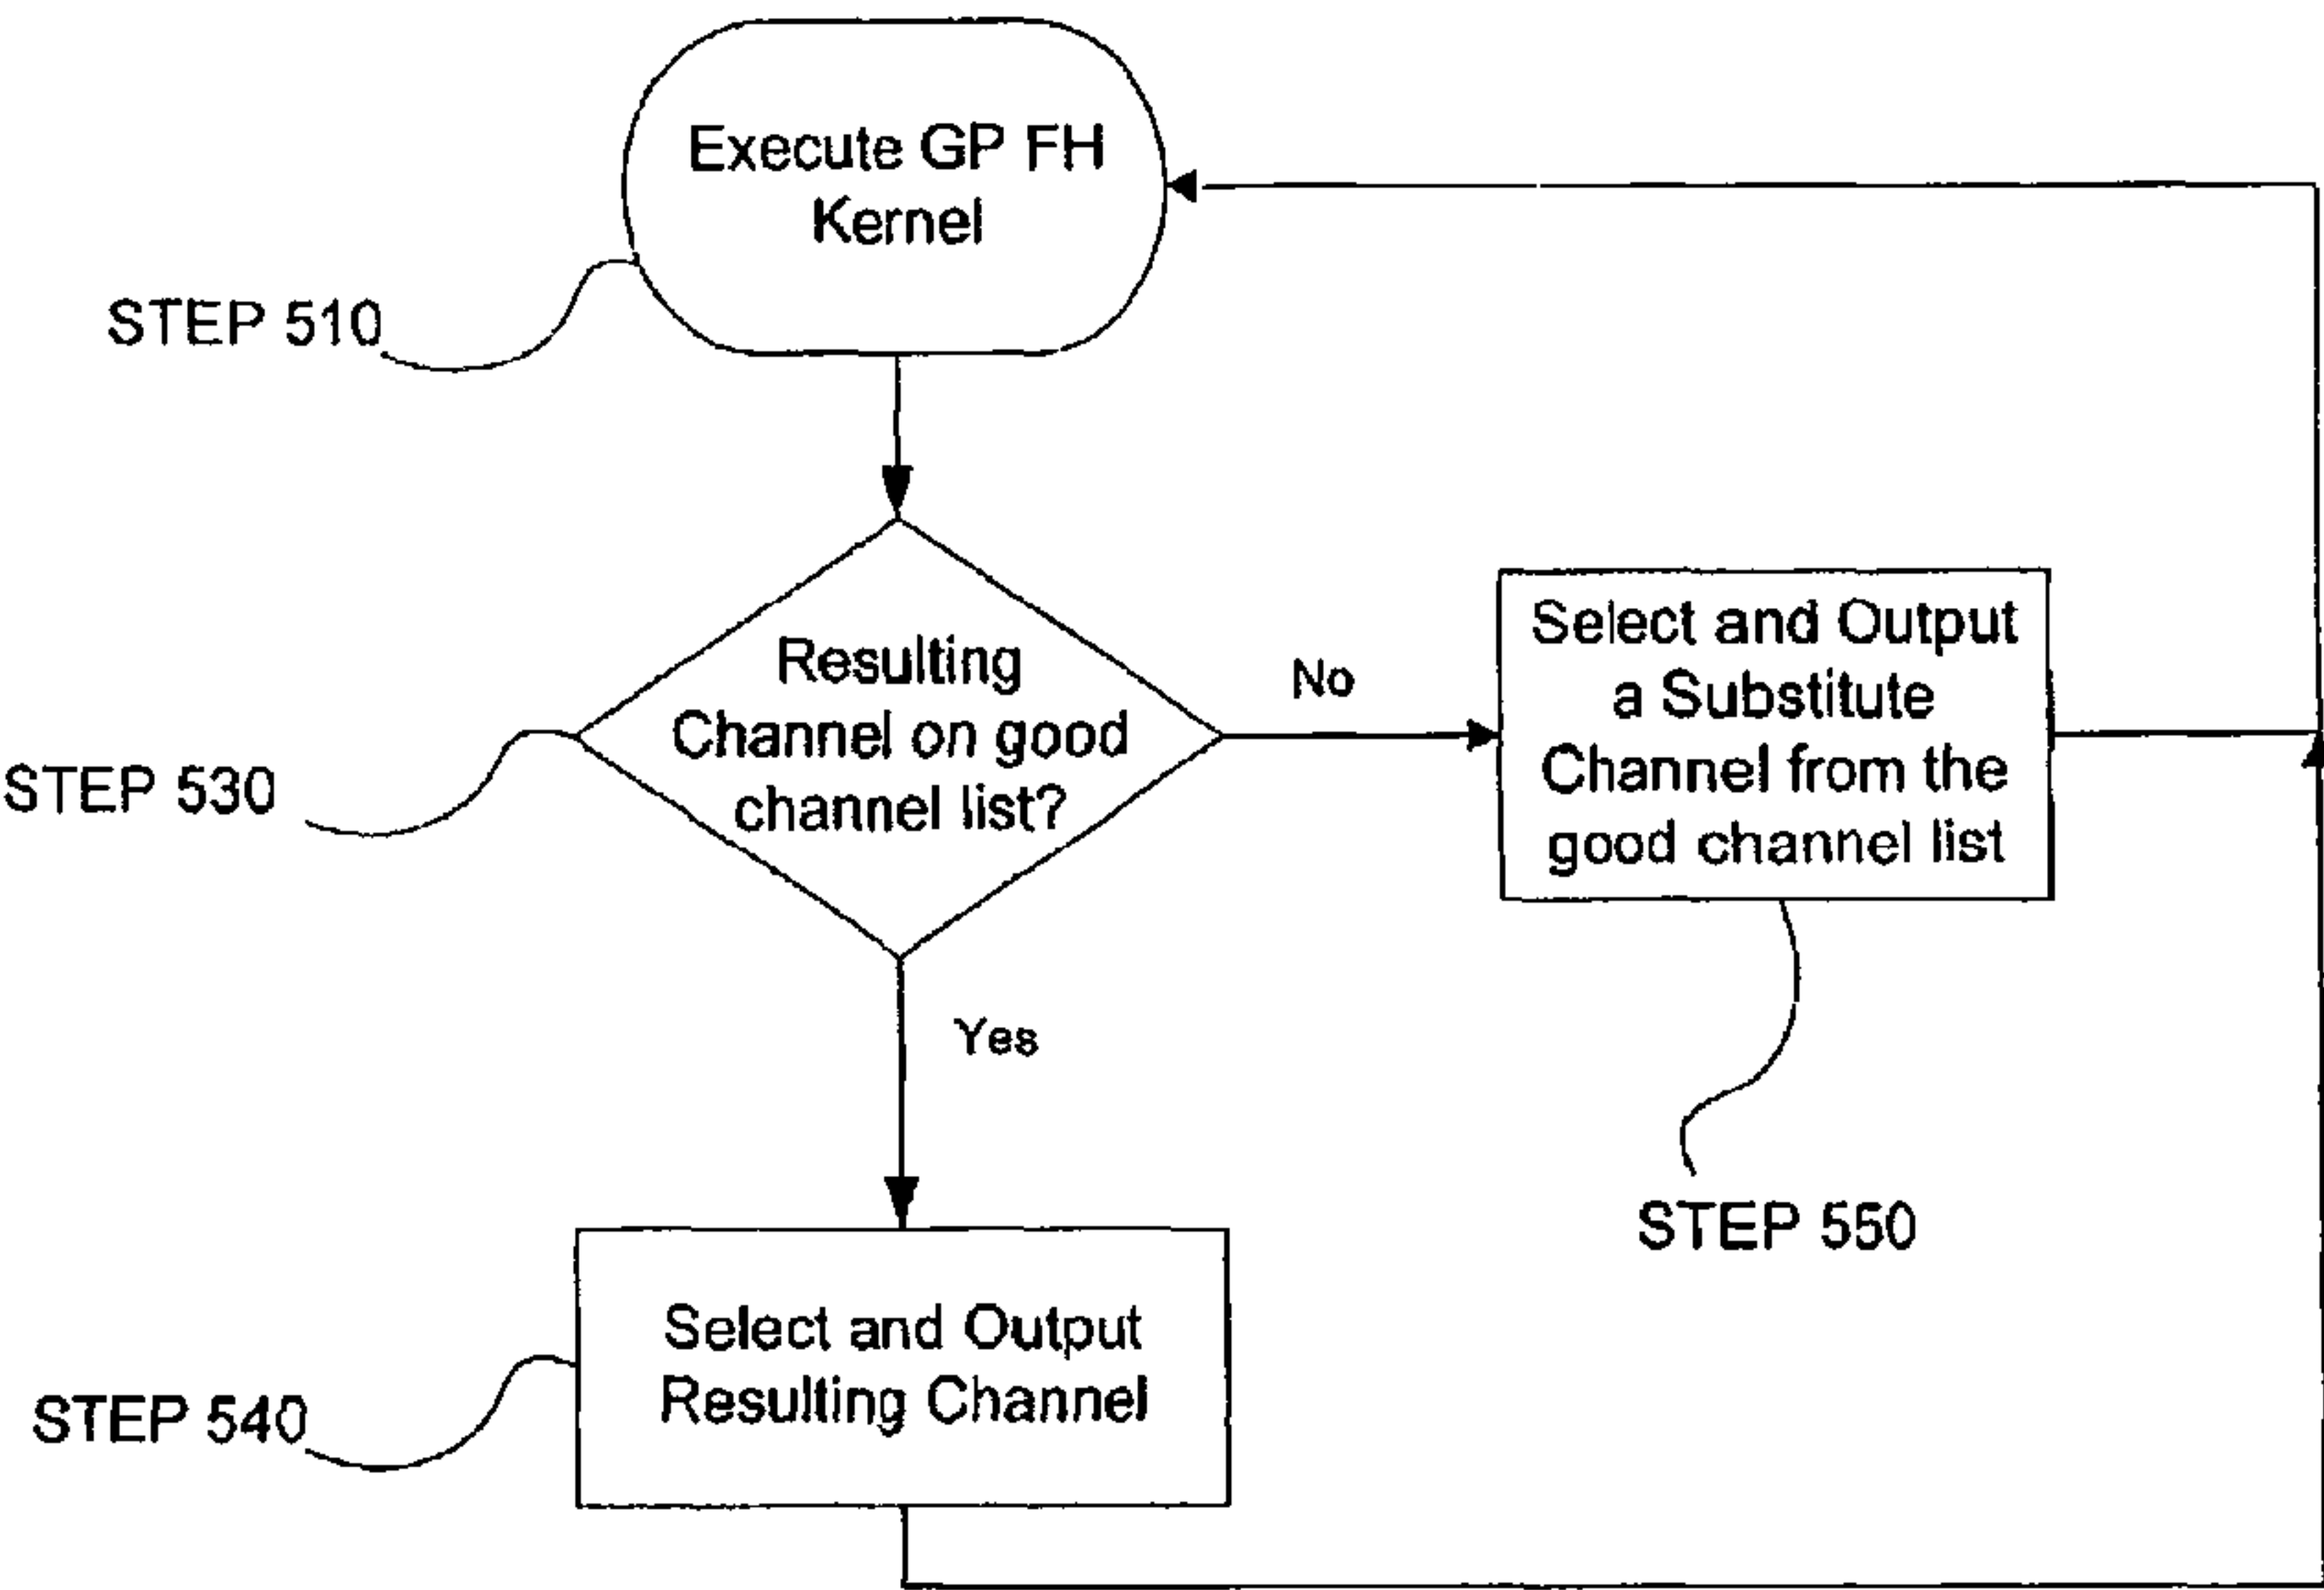 Execute GP FH
Kernel
STEP 510
Resulting
Channel on good
channel list?
STEP 530
No
Select and Output
a Substitute
Channel from the
good channel list
Yes
STEP 550
Select and Output
Resulting Channel
STEP 540